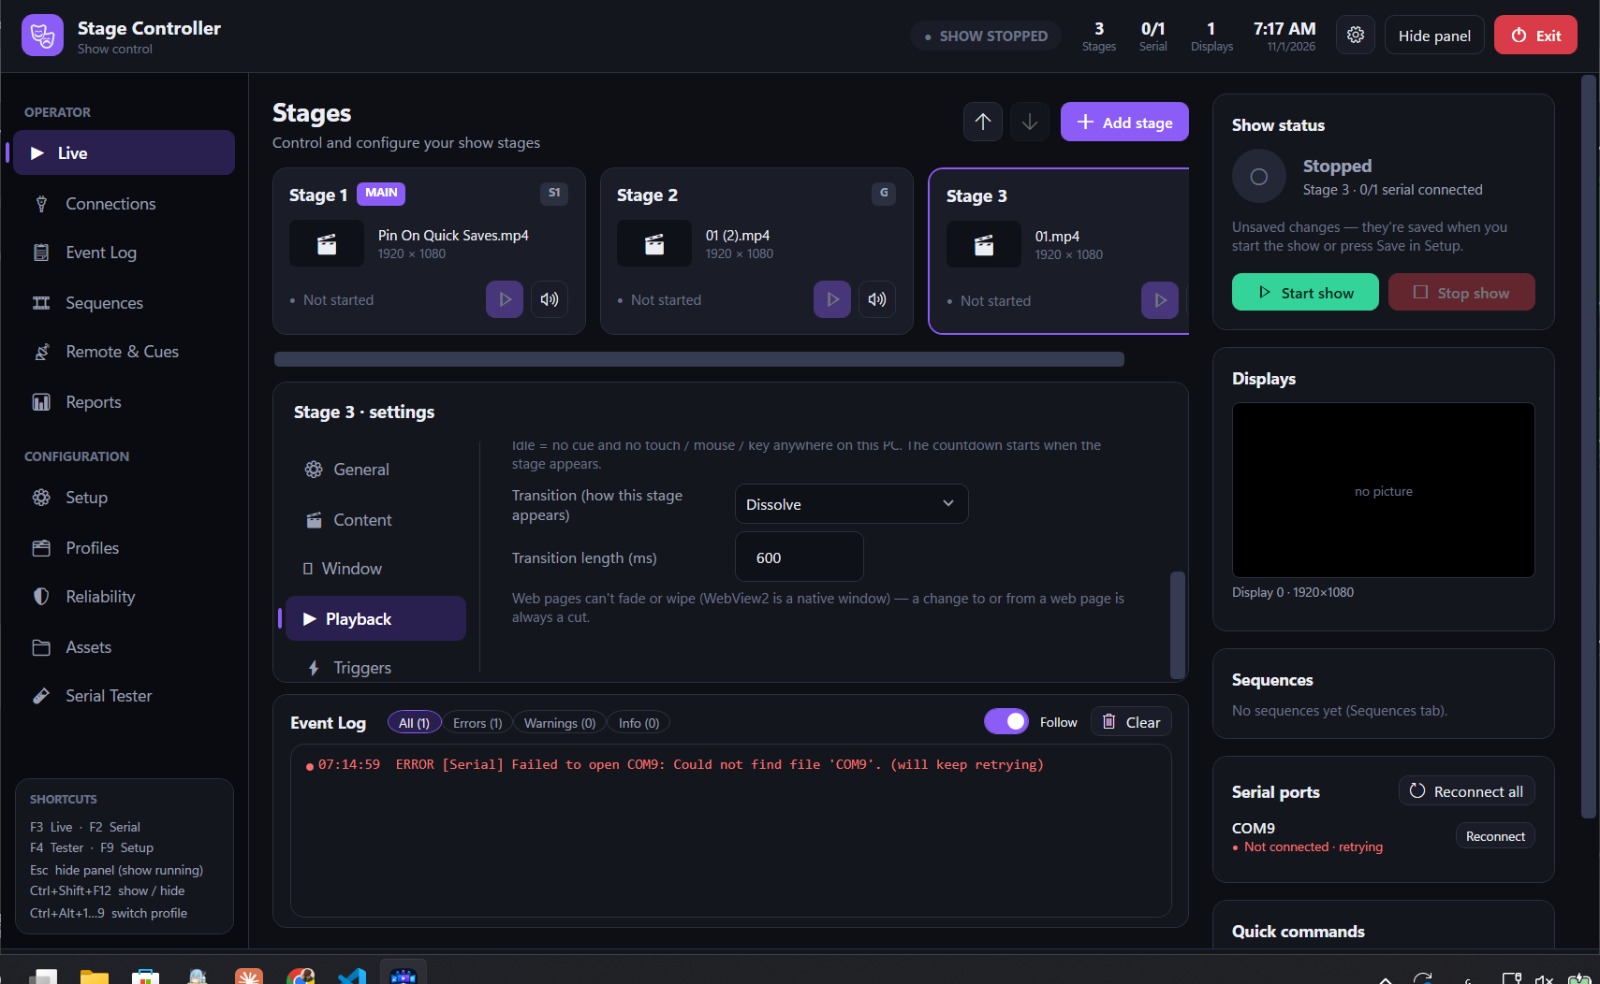 Stage Controller
Show control
SHOW STOPPED
3
Stages
0/1
Serial
1
Displays
7:17 AM
11/1/2026
Hide panel
Exit
OPERATOR
Live
Connections
Event Log
Sequences
Remote & Cues
Reports
CONFIGURATION
Setup
Profiles
Reliability
Assets
Serial Tester
SHORTCUTS
F3 Live · F2 Serial
F4 Tester · F9 Setup
Esc hide panel (show running)
Ctrl+Shift+F12 show / hide
Ctrl+Alt+1...9 switch profile
Stages
Control and configure your show stages
Add stage
Stage 1 MAIN S1
Pin On Quick Saves.mp4
1920 × 1080
Not started
Stage 2 G
01 (2).mp4
1920 × 1080
Not started
Stage 3
01.mp4
1920 × 1080
Not started
Stage 3 · settings
General
Content
Window
Playback
Triggers
Idle = no cue and no touch / mouse / key anywhere on this PC. The countdown starts when the
stage appears.
Transition (how this stage
appears)
Dissolve
Transition length (ms)
600
Web pages can't fade or wipe (WebView2 is a native window) — a change to or from a web page is
always a cut.
Event Log
All (1)
Errors (1)
Warnings (0)
Info (0)
Follow
Clear
07:14:59 ERROR [Serial] Failed to open COM9: Could not find file 'COM9'. (will keep retrying)
Show status
Stopped
Stage 3 · 0/1 serial connected
Unsaved changes — they're saved when you
start the show or press Save in Setup.
Start show
Stop show
Displays
no picture
Display 0 · 1920×1080
Sequences
No sequences yet (Sequences tab).
Serial ports
Reconnect all
COM9
Not connected · retrying
Reconnect
Quick commands